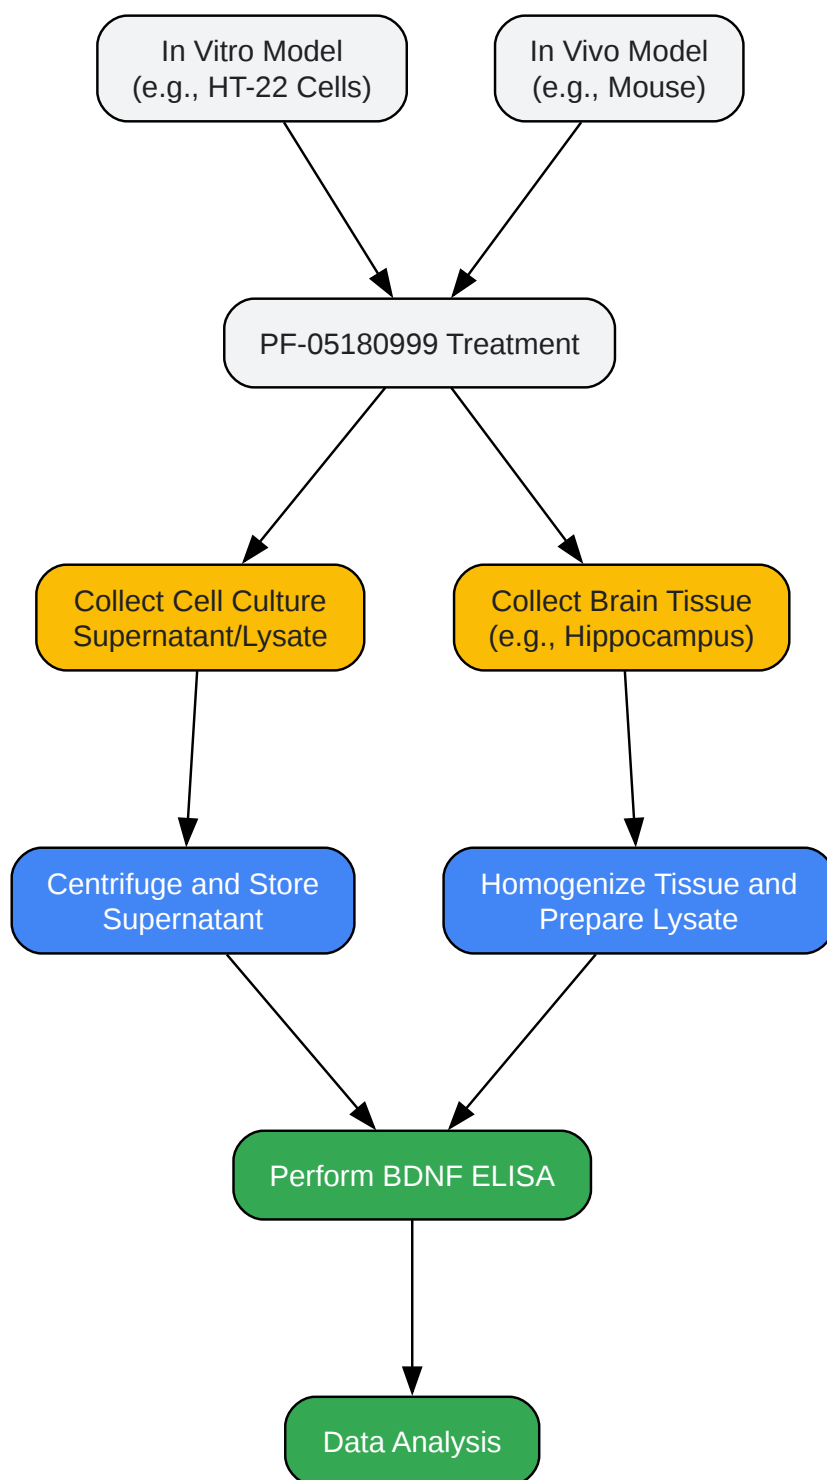 In Vitro Model
(e.g., HT-22 Cells)
In Vivo Model
(e.g., Mouse)
PF-05180999 Treatment
Collect Cell Culture
Supernatant/Lysate
Collect Brain Tissue
(e.g., Hippocampus)
Centrifuge and Store
Supernatant
Homogenize Tissue and
Prepare Lysate
Perform BDNF ELISA
Data Analysis